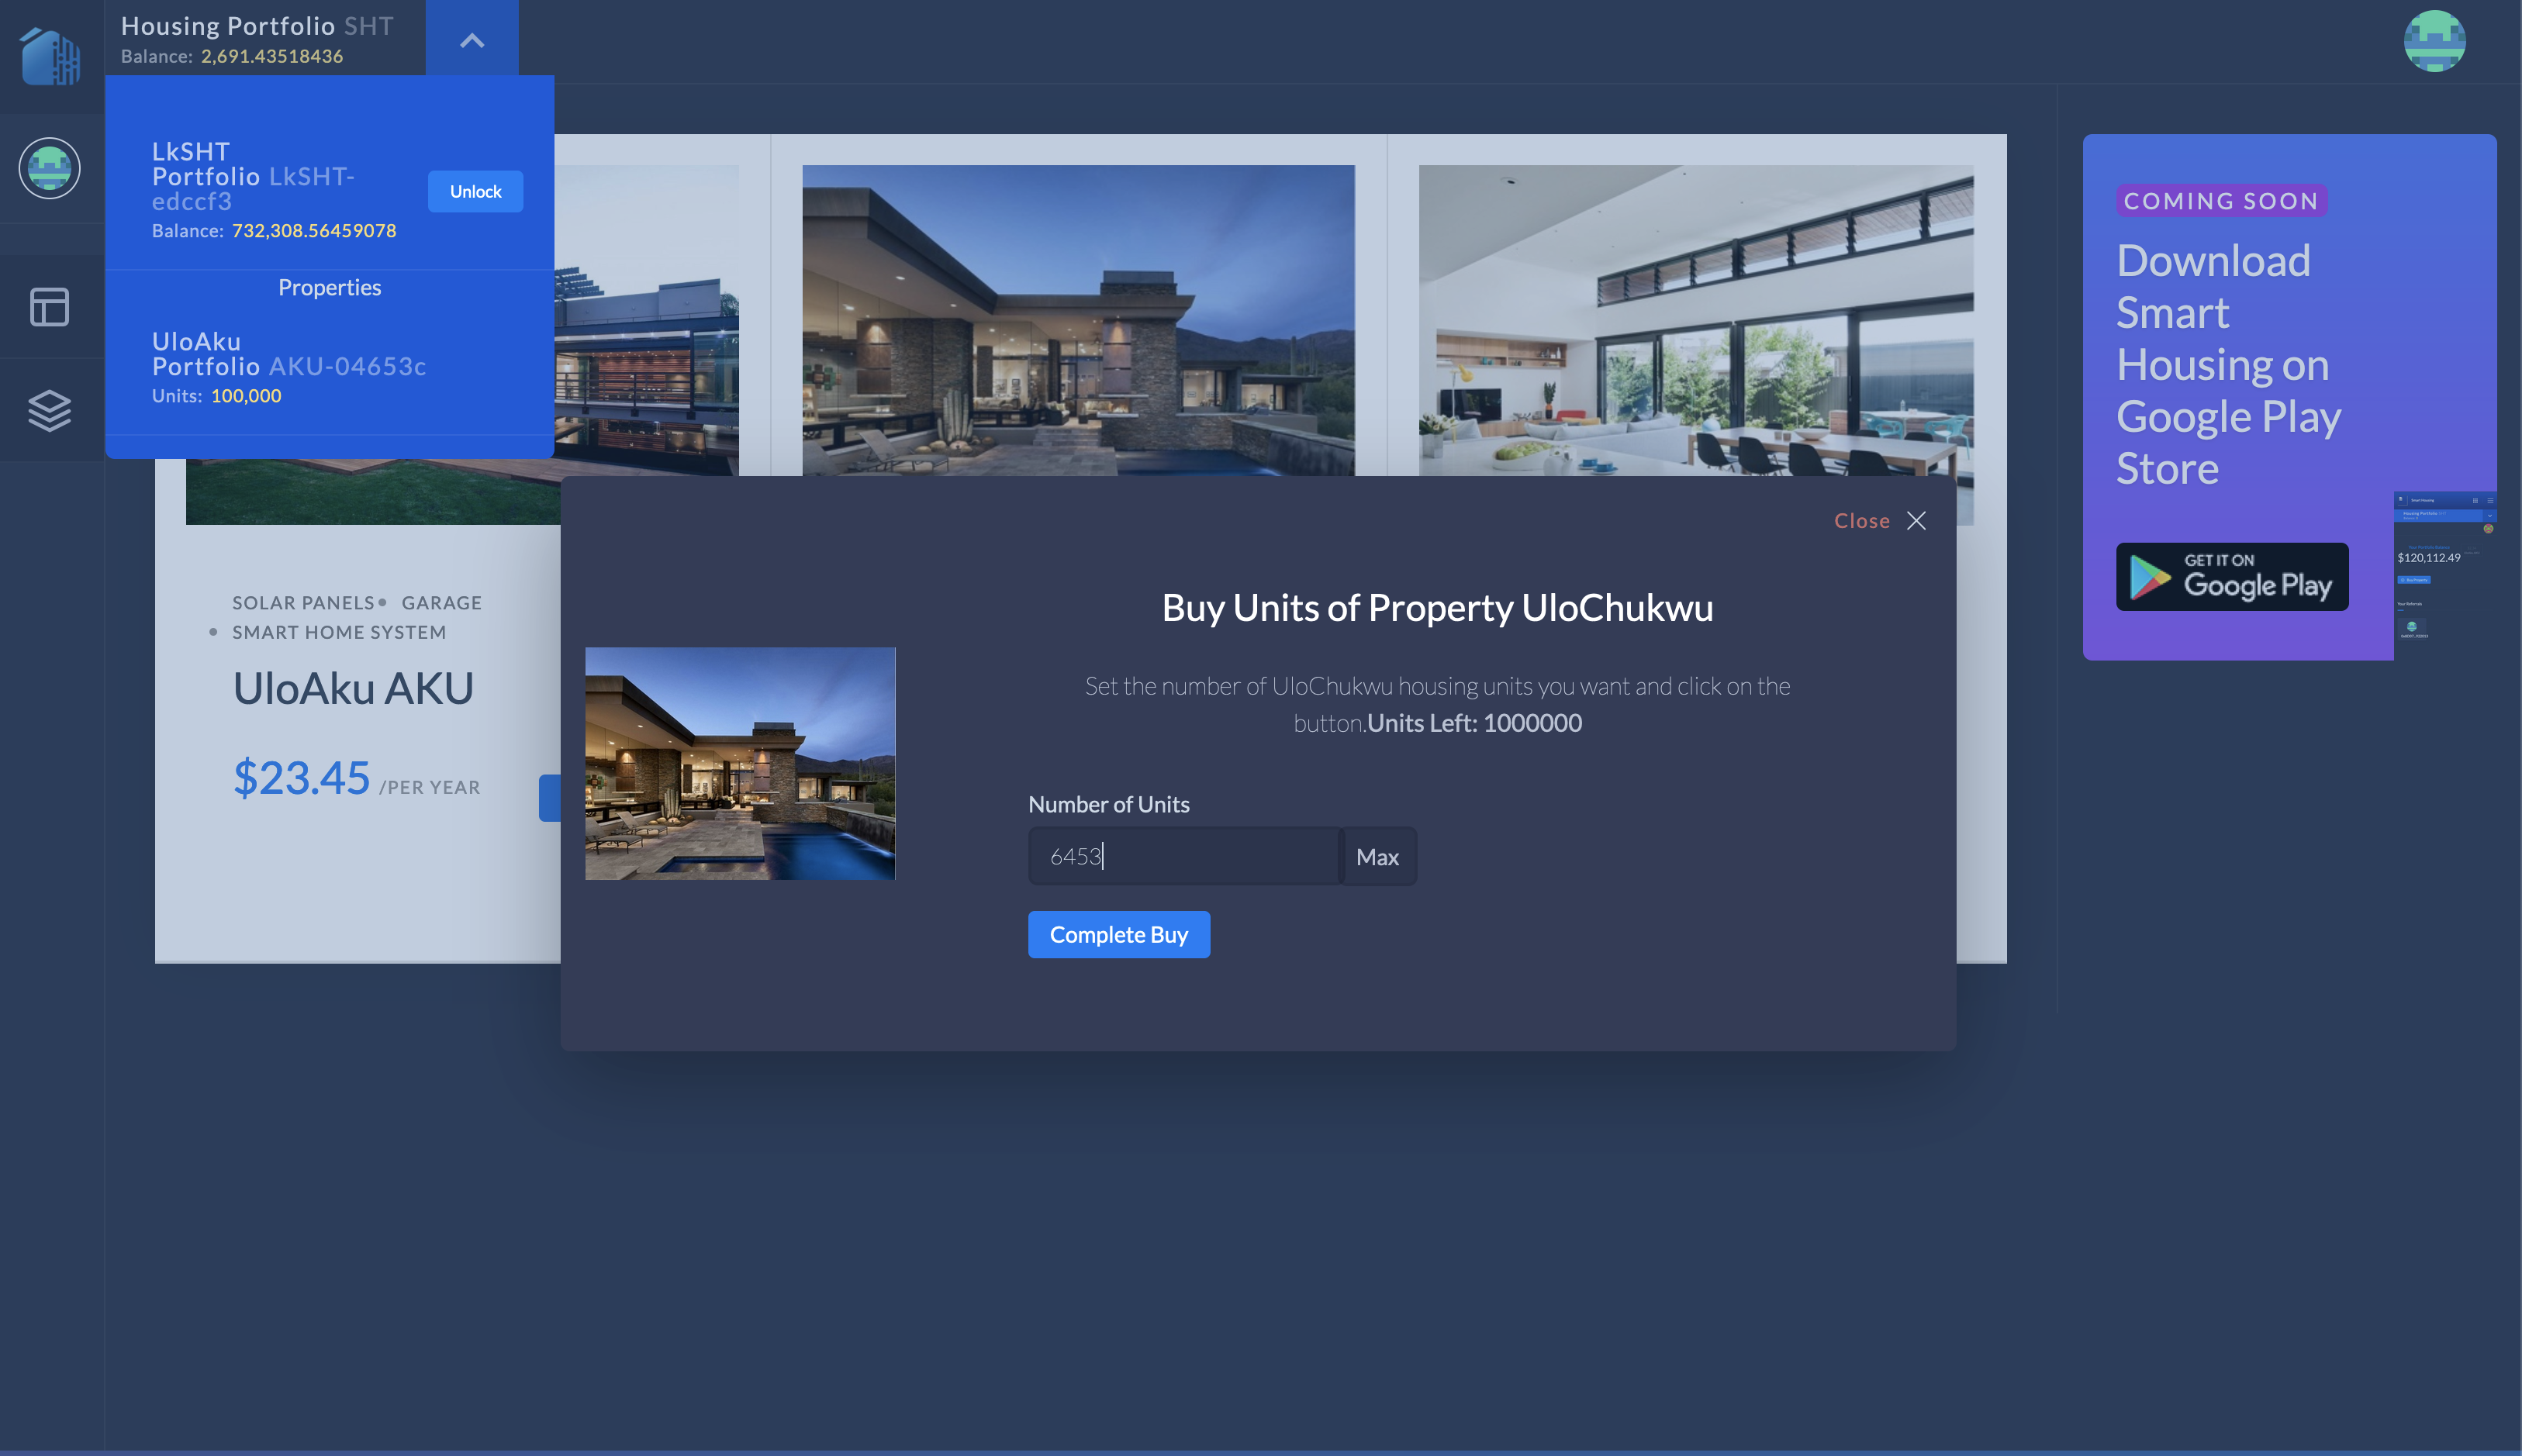 Housing Portfolio SHT
Balance: 2,691.43518436
LkSHT
Portfolio LkSHT-
edccf3
Balance: 732,308.56459078
Unlock
Properties
UloAku
Portfolio AKU-04653c
Units: 100,000
SOLAR PANELS • GARAGE
• SMART HOME SYSTEM
UloAku AKU
$23.45 /PER YEAR
Close
Buy Units of Property UloChukwu
Set the number of UloChukwu housing units you want and click on the
button.Units Left: 1000000
Number of Units
6453
Max
Complete Buy
COMING SOON
Download
Smart
Housing on
Google Play
Store
GET IT ON
Google Play
Smart Housing
$120,112.49
Your Referrals